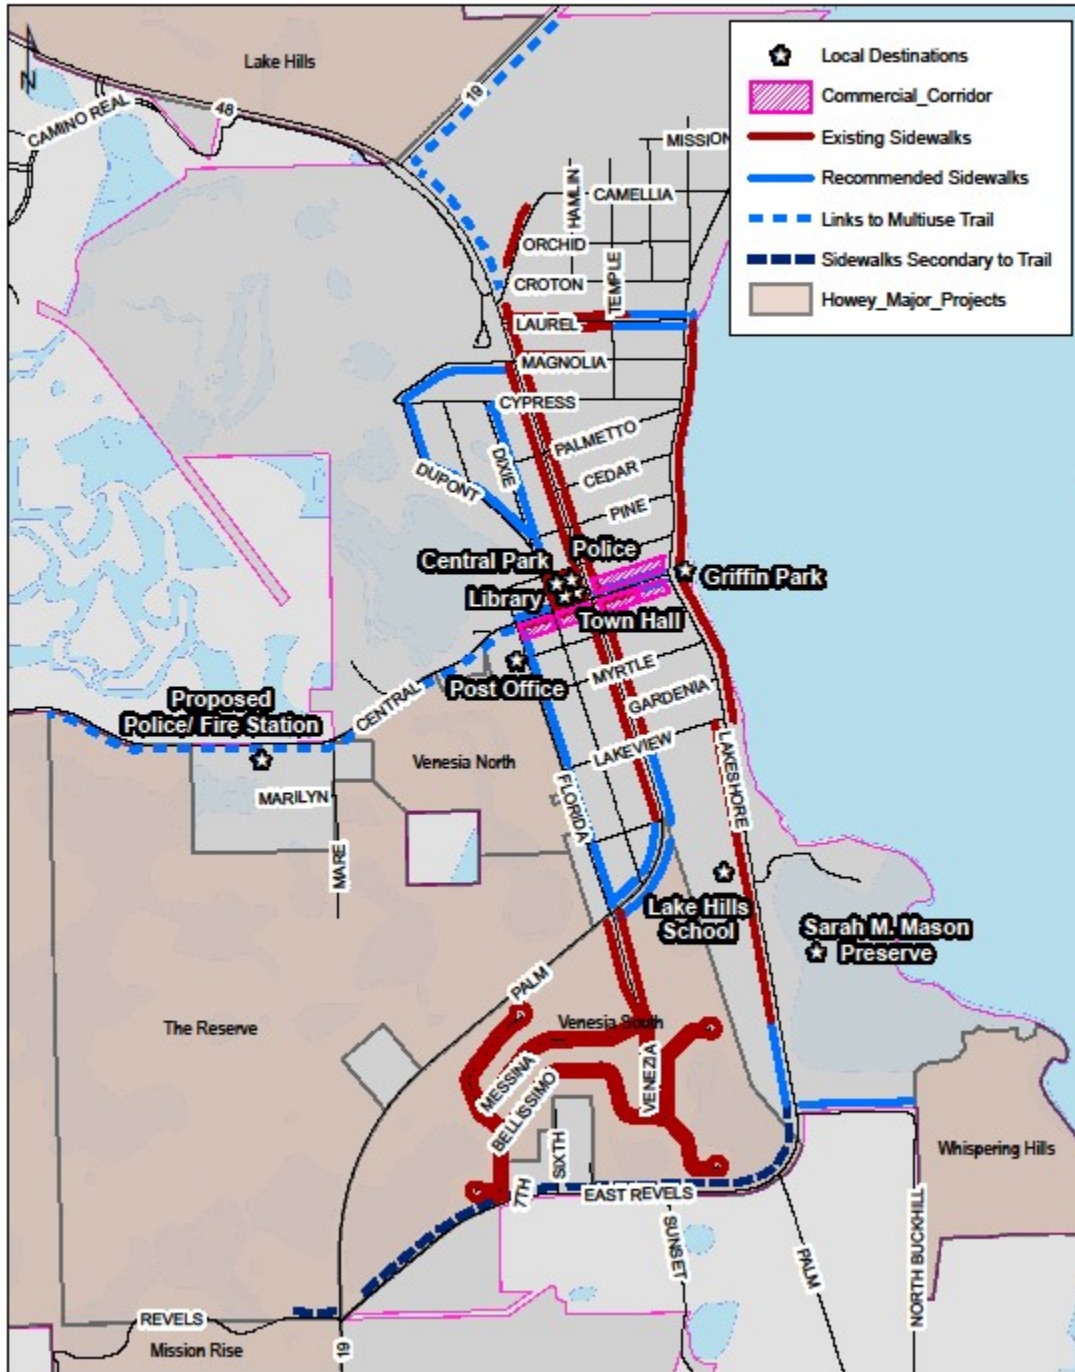 Local Destinations
Commercial_Corridor
Existing Sidewalks
Recommended Sidewalks
Links to Multiuse Trail
Sidewalks Secondary to Trail
Howey_Major_Projects
N
Lake Hills
CAMINO REAL
48
19
MISSION
HAMLIN
CAMELLIA
ORCHID
CROTON
TEMPLE
LAUREL
MAGNOLIA
CYPRESS
PALMETTO
DIXIE
CEDAR
DUPONT
PINE
Police
Central Park
Griffin Park
Library
Town Hall
MYRTLE
Post Office
GARDENIA
Proposed
Police/ Fire Station
CENTRAL
LAKEVIEW
LAKESHORE
Venesia North
FLORIDA
MARILYN
MARE
Lake Hills
School
Sarah M. Mason
Preserve
PALM
The Reserve
Venesia South
MESSINA
BELLISSIMO
VENEZIA
SIXTH
7TH
EAST REVELS
Whispering Hills
SUNSET
PALM
NORTH BUCKHILL
REVELS
Mission Rise
19